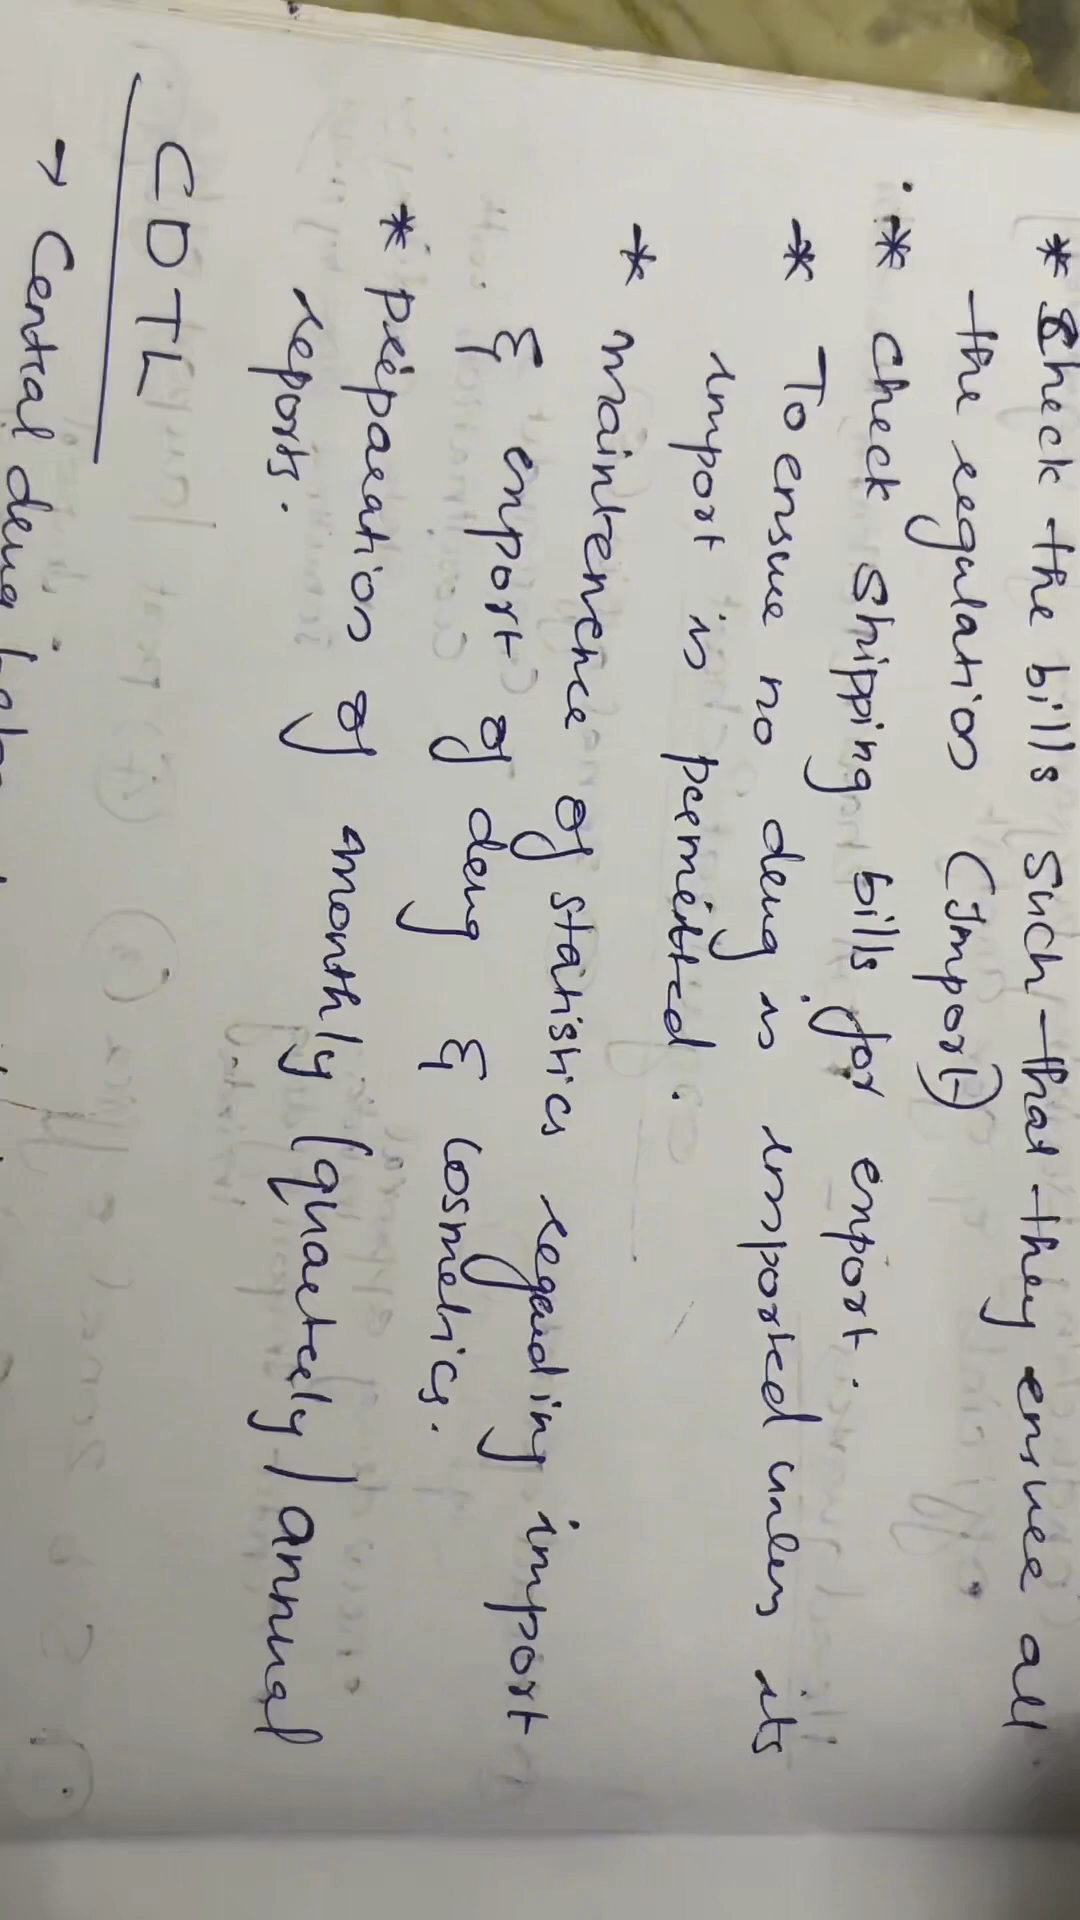 * Check the bills such that they ensure all
the regulation (Import)
* check shipping bills for export.
* To ensure no drug is imported unless its
import is permitted.
* maintenence of statistics regarding import
& export of drug & cosmetics.
* preparation of monthly / quarterly / annual
reports.
CDTL
→ Central drug